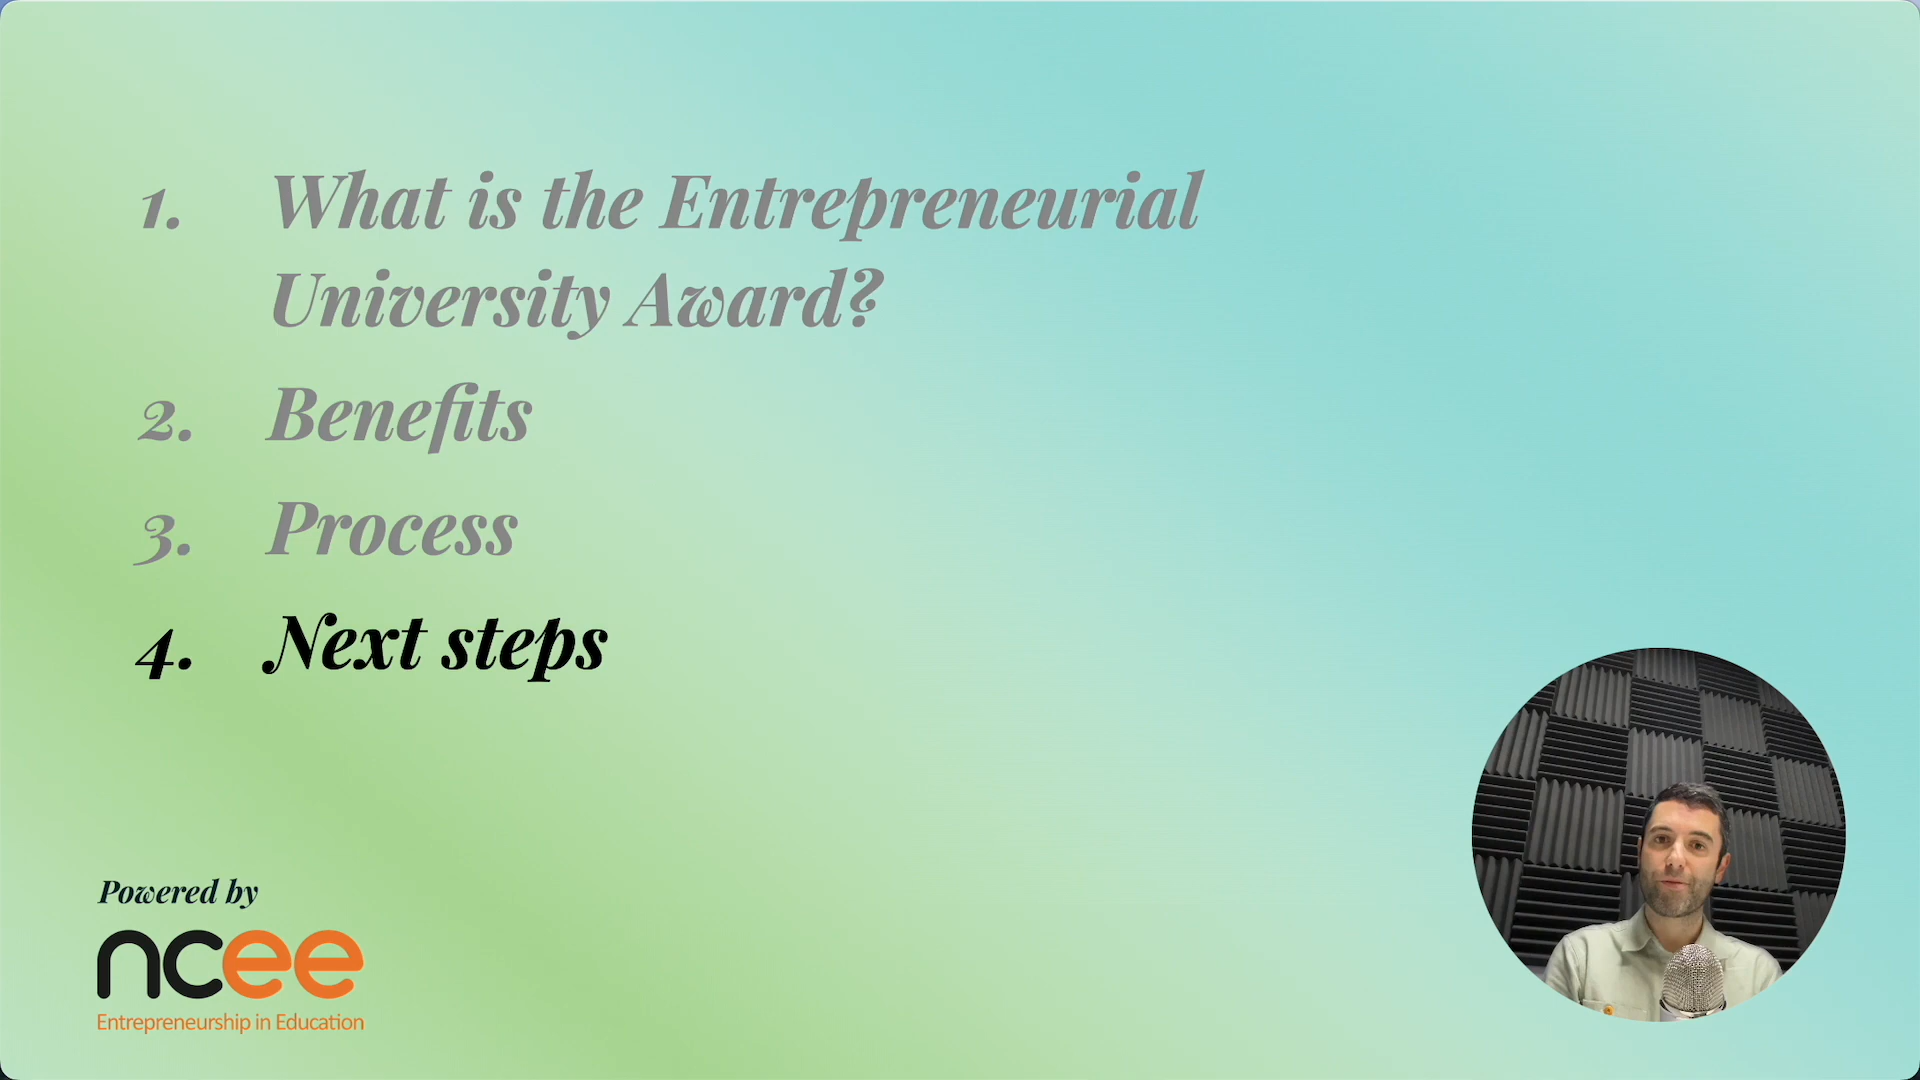 1. What is the Entrepreneurial
University Award?
2. Benefits
3. Process
4. Next steps
Powered by
ncee
Entrepreneurship in Education